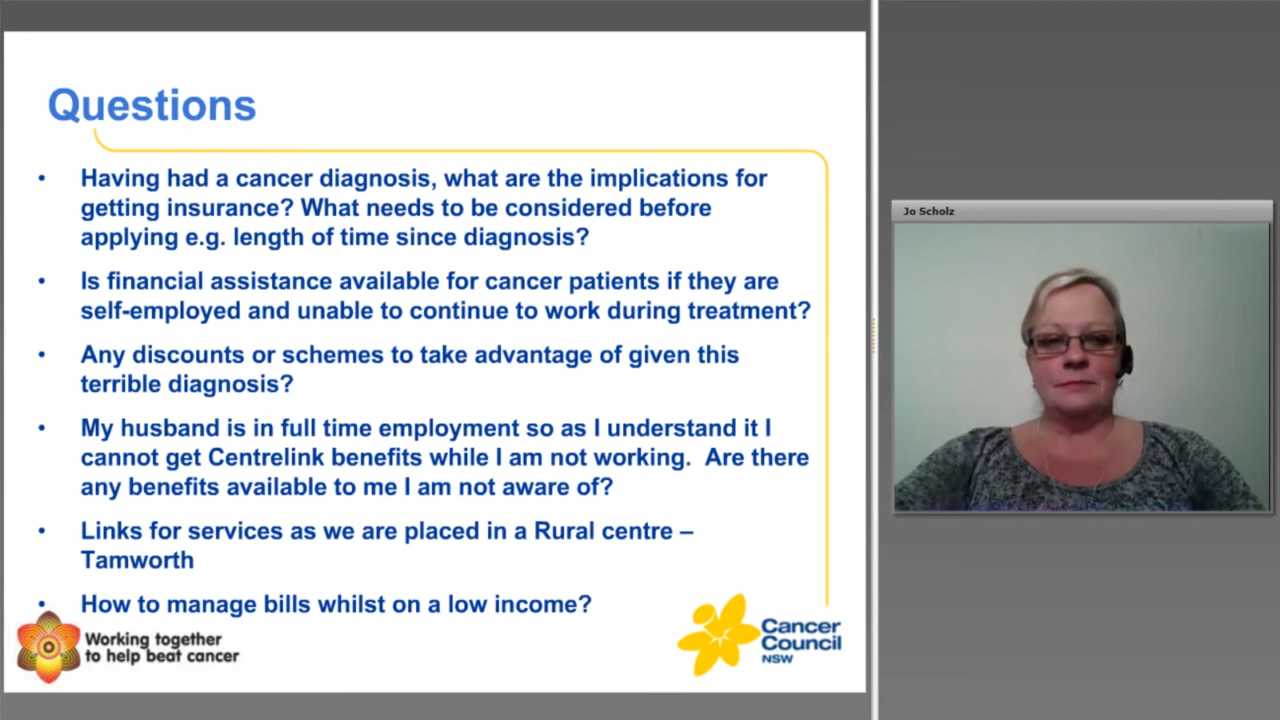 Questions
• Having had a cancer diagnosis, what are the implications for
getting insurance? What needs to be considered before
applying e.g. length of time since diagnosis?
• Is financial assistance available for cancer patients if they are
self-employed and unable to continue to work during treatment?
• Any discounts or schemes to take advantage of given this
terrible diagnosis?
• My husband is in full time employment so as I understand it I
cannot get Centrelink benefits while I am not working.  Are there
any benefits available to me I am not aware of?
• Links for services as we are placed in a Rural centre –
Tamworth
• How to manage bills whilst on a low income?
Working together
to help beat cancer
Cancer
Council
NSW
Jo Scholz